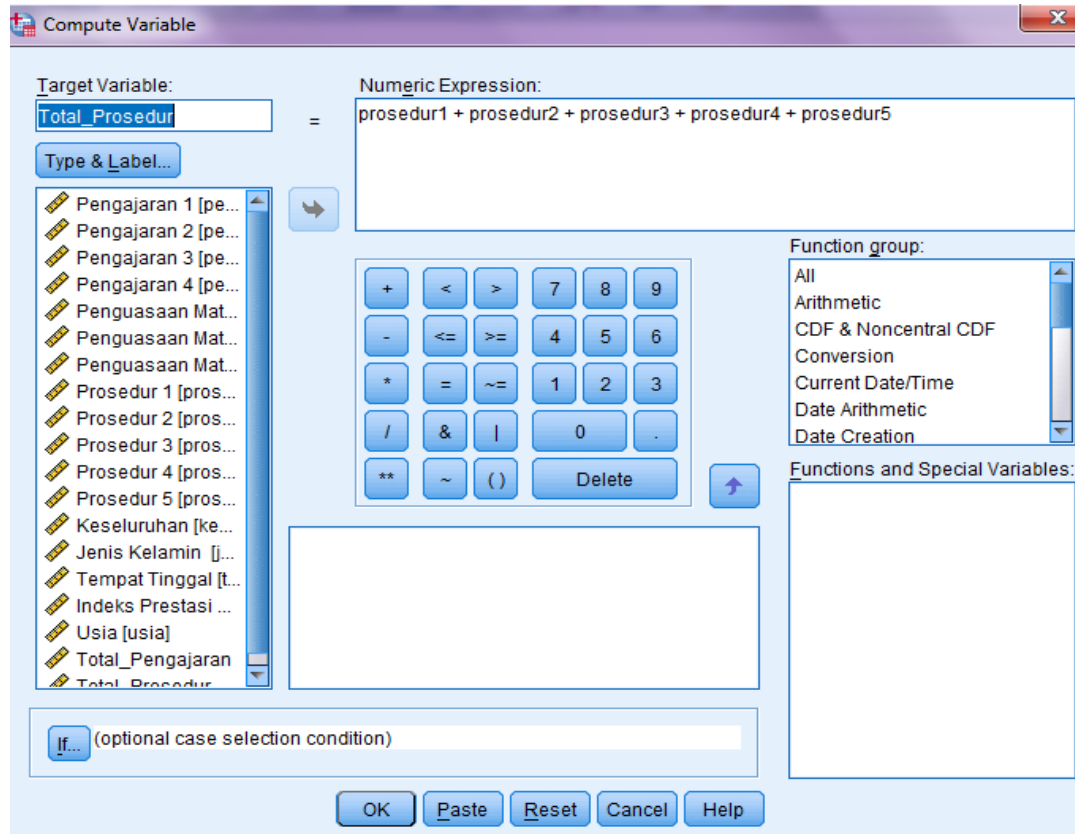 Compute Variable
Target Variable:
Total_Prosedur
=
Numeric Expression:
prosedur1 + prosedur2 + prosedur3 + prosedur4 + prosedur5
Type & Label...
Pengajaran 1 [pe...
Pengajaran 2 [pe...
Pengajaran 3 [pe...
Pengajaran 4 [pe...
Penguasaan Mat...
Penguasaan Mat...
Penguasaan Mat...
Prosedur 1 [pros...
Prosedur 2 [pros...
Prosedur 3 [pros...
Prosedur 4 [pros...
Prosedur 5 [pros...
Keseluruhan [ke...
Jenis Kelamin [j...
Tempat Tinggal [t...
Indeks Prestasi ...
Usia [usia]
Total_Pengajaran
Total_Prosedur
+ < > 7 8 9
- <= >= 4 5 6
* = ~= 1 2 3
/ & | 0 .
** ~ ( ) Delete
Function group:
All
Arithmetic
CDF & Noncentral CDF
Conversion
Current Date/Time
Date Arithmetic
Date Creation
Functions and Special Variables:
If... (optional case selection condition)
OK Paste Reset Cancel Help